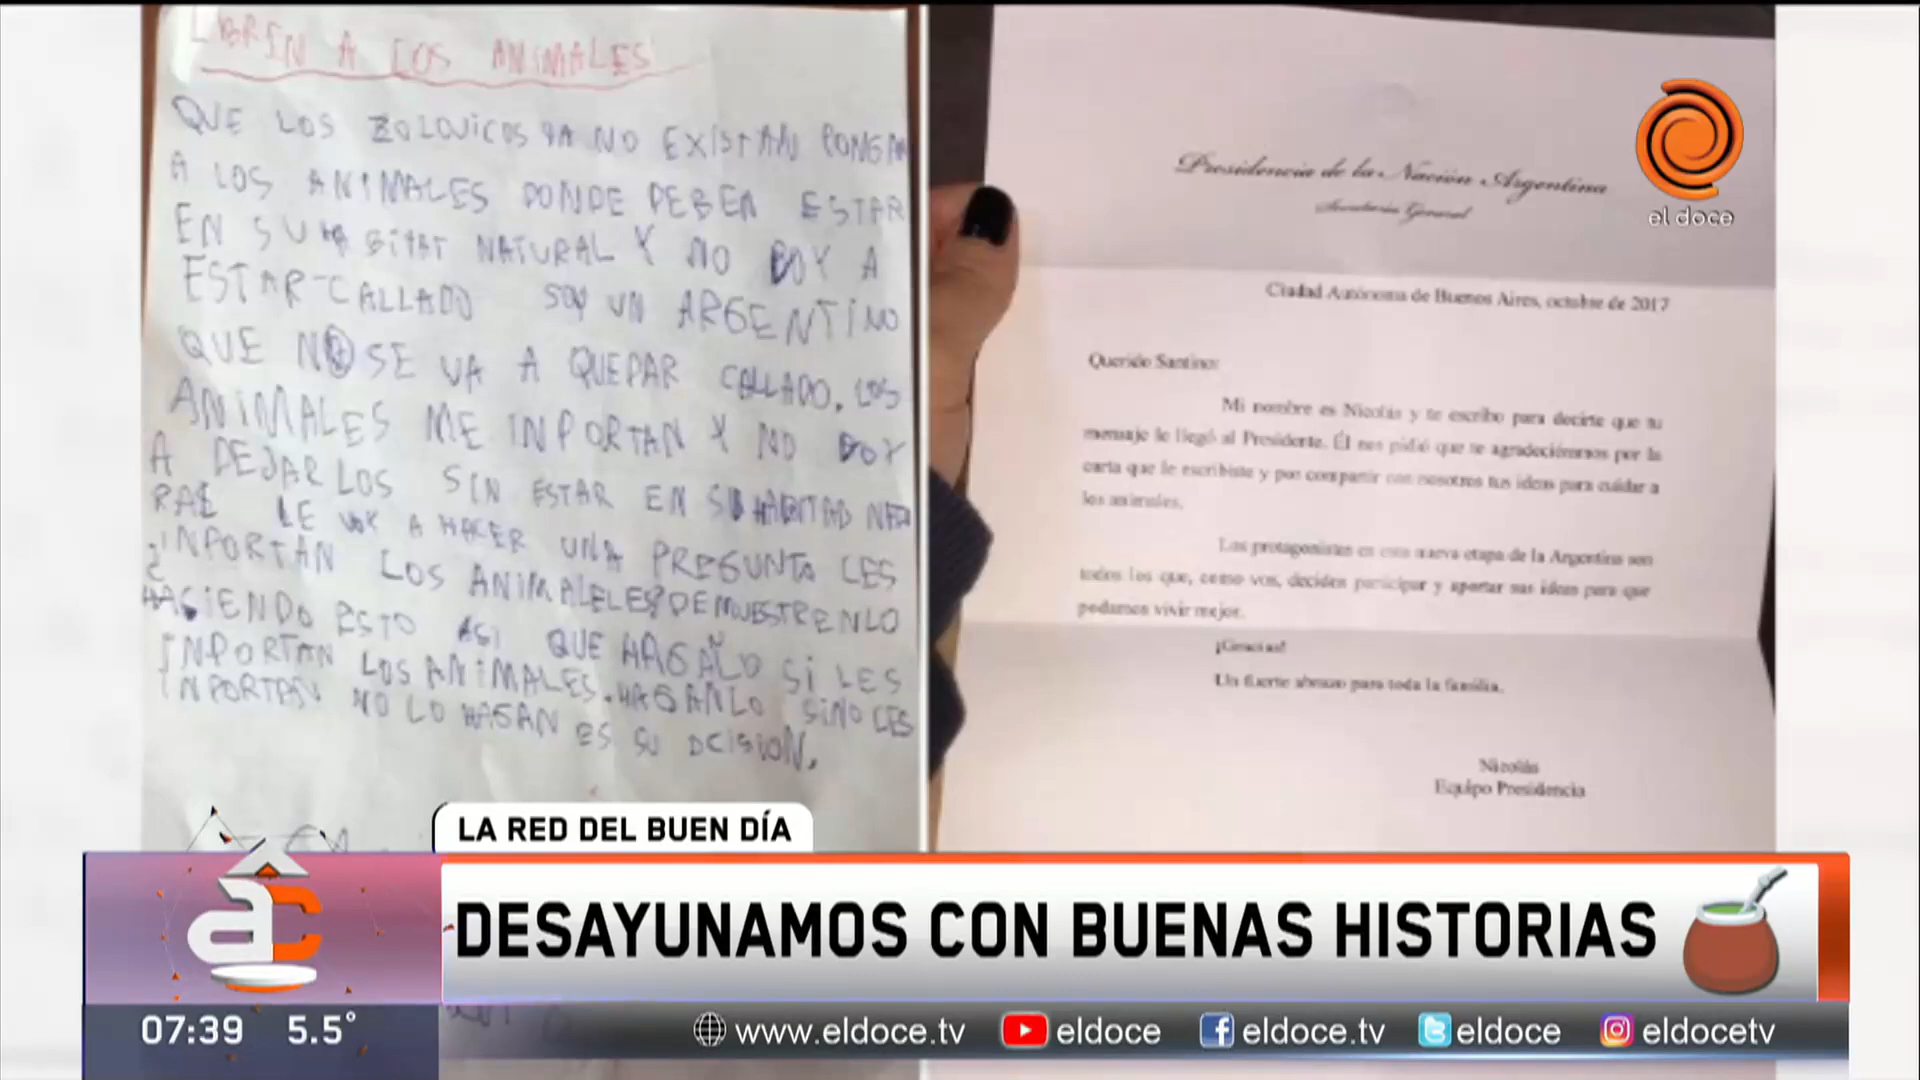 LIBREN A LOS ANIMALES
QUE LOS ZOLOJICOS YA NO EXISTAN PONGAN
A LOS ANIMALES DONDE DEBEN ESTAR
EN SU HABITAT NATURAL Y NO BOY A
ESTAR-CALLADO SOY UN ARGENTINO
QUE NO SE VA A QUEDAR CALLADO. LOS
ANIMALES ME INPORTAN Y NO BOY
A DEJARLOS SIN ESTAR EN SU
LE A HACER UNA PREGUNTA LES
¿INPORTAN LOS DEMUESTRENLO
HASIENDO ESTO ASI QUE HAGALO SI LES
INPORTAN LOS ANIMALES. HAGANLO SINO LES
INPORTAN NO LO HAGAN ES SU DCISION.
Presidencia de la Nación Argentina
Secretaría General
Ciudad Autónoma de Buenos Aires, octubre de 2017
Querido Santino:
Mi nombre es Nicolás y te escribo para decirte que tu
mensaje le llegó al Presidente. Él nos pidió que te agradeciéramos por la
carta que le escribiste y por compartir con nosotros tus ideas para cuidar a
los animales.
Los protagonistas en esta nueva etapa de la Argentina son
todos los que, como vos, deciden participar y aportar sus ideas para que
podamos vivir mejor.
¡Gracias!
Un fuerte abrazo para toda la familia.
Nicolás
Equipo Presidencia
el doce
LA RED DEL BUEN DÍA
DESAYUNAMOS CON BUENAS HISTORIAS
âc
07:39 5.5° www.eldoce.tv eldoce eldoce.tv eldoce eldocetv